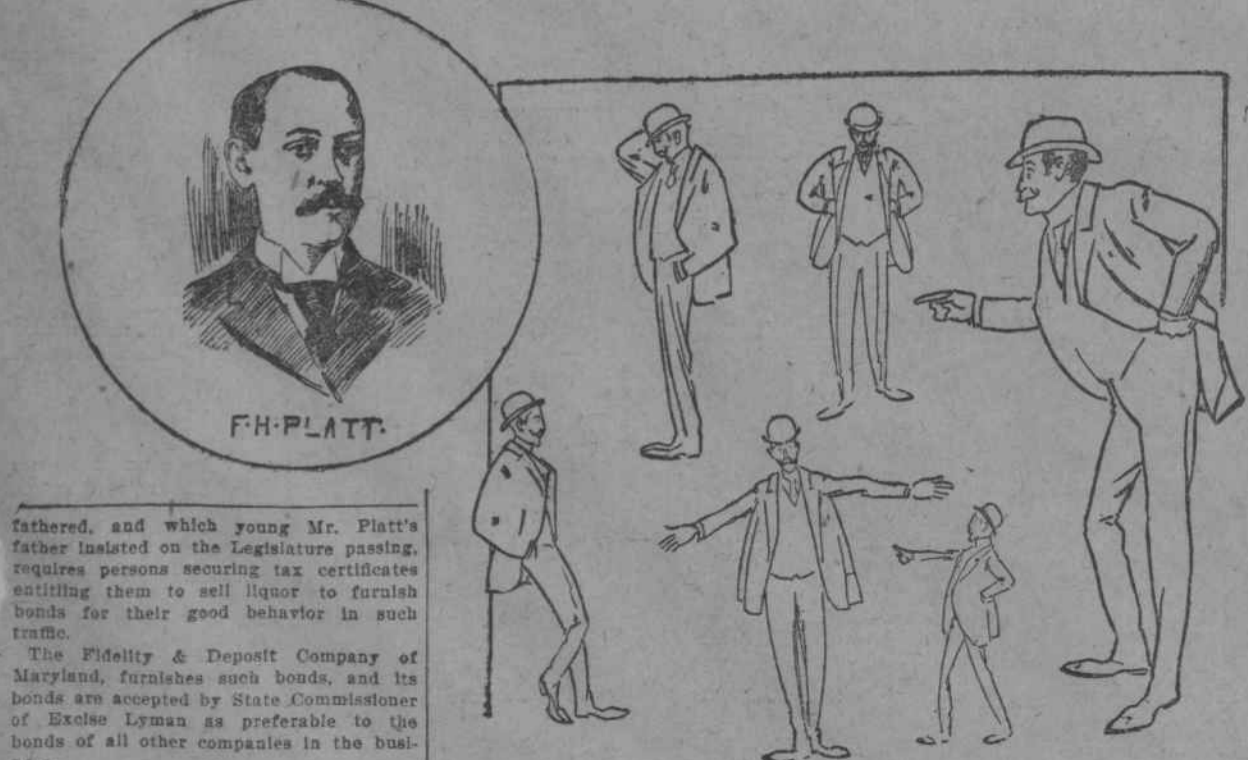 F·H·PLATT·
fathered, and which young Mr. Platt's
father insisted on the Legislature passing,
requires persons securing tax certificates
entitling them to sell liquor to furnish
bonds for their good behavior in such
traffic.
The Fidelity & Deposit Company of
Maryland, furnishes such bonds, and its
bonds are accepted by State Commissioner
of Excise Lyman as preferable to the
bonds of all other companies in the busi-